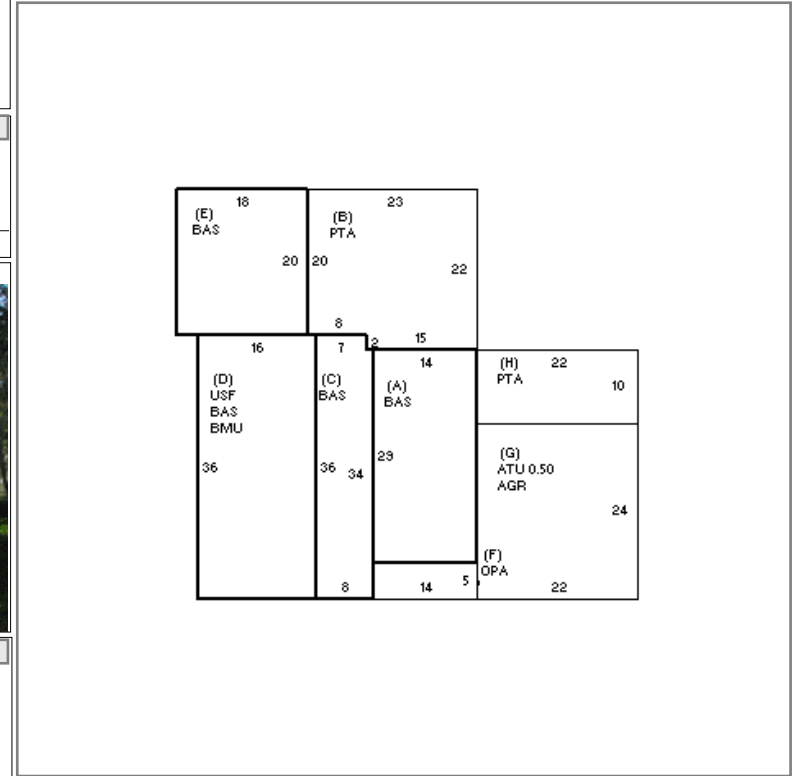 18
(E)
BAS
20
23
(B)
PTA
20
22
8
2
15
16
(D)
USF
BAS
BMU
36
7
(C)
BAS
36
34
8
14
(A)
BAS
29
(H)
PTA
22
10
(G)
ATU 0.50
AGR
24
(F)
OPA
5
14
22